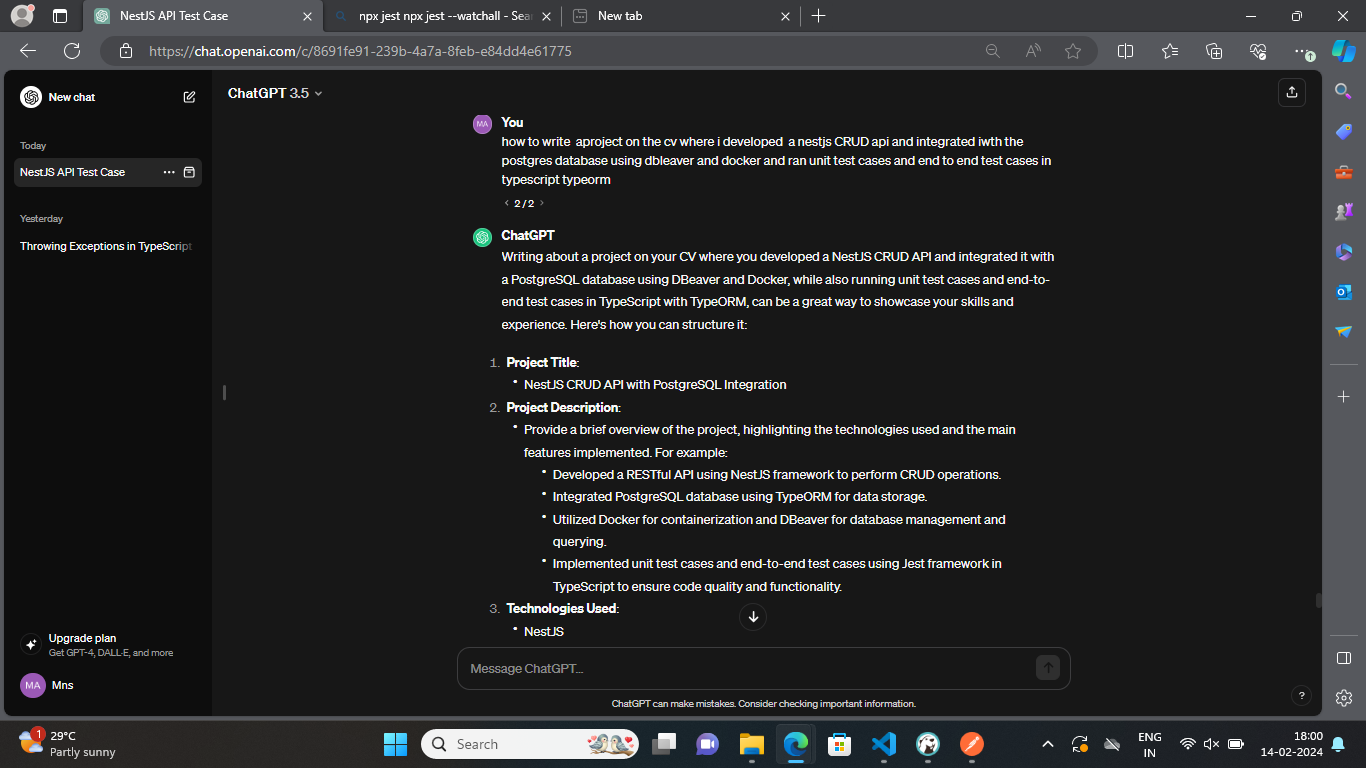 NestJS API Test Case
npx jest npx jest --watchall - Sea
New tab
https://chat.openai.com/c/8691fe91-239b-4a7a-8feb-e84dd4e61775
New chat
Today
NestJS API Test Case
Yesterday
Throwing Exceptions in TypeScript
Upgrade plan
Get GPT-4, DALL·E, and more
MA Mns
ChatGPT 3.5
MA You
how to write aproject on the cv where i developed a nestjs CRUD api and integrated iwth the
postgres database using dbleaver and docker and ran unit test cases and end to end test cases in
typescript typeorm
2/2
ChatGPT
Writing about a project on your CV where you developed a NestJS CRUD API and integrated it with
a PostgreSQL database using DBeaver and Docker, while also running unit test cases and end-to-
end test cases in TypeScript with TypeORM, can be a great way to showcase your skills and
experience. Here's how you can structure it:
1. Project Title:
• NestJS CRUD API with PostgreSQL Integration
2. Project Description:
• Provide a brief overview of the project, highlighting the technologies used and the main
features implemented. For example:
• Developed a RESTful API using NestJS framework to perform CRUD operations.
• Integrated PostgreSQL database using TypeORM for data storage.
• Utilized Docker for containerization and DBeaver for database management and
querying.
• Implemented unit test cases and end-to-end test cases using Jest framework in
TypeScript to ensure code quality and functionality.
3. Technologies Used:
• NestJS
Message ChatGPT...
ChatGPT can make mistakes. Consider checking important information.
?
1
29°C
Partly sunny
Search
ENG
IN
18:00
14-02-2024